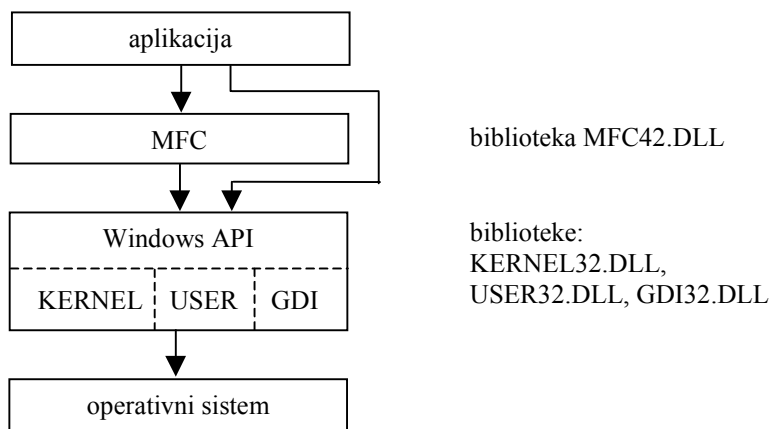 aplikacija
MFC
biblioteka MFC42.DLL
Windows API
biblioteke:
KERNEL32.DLL,
USER32.DLL, GDI32.DLL
KERNEL USER GDI
operativni sistem